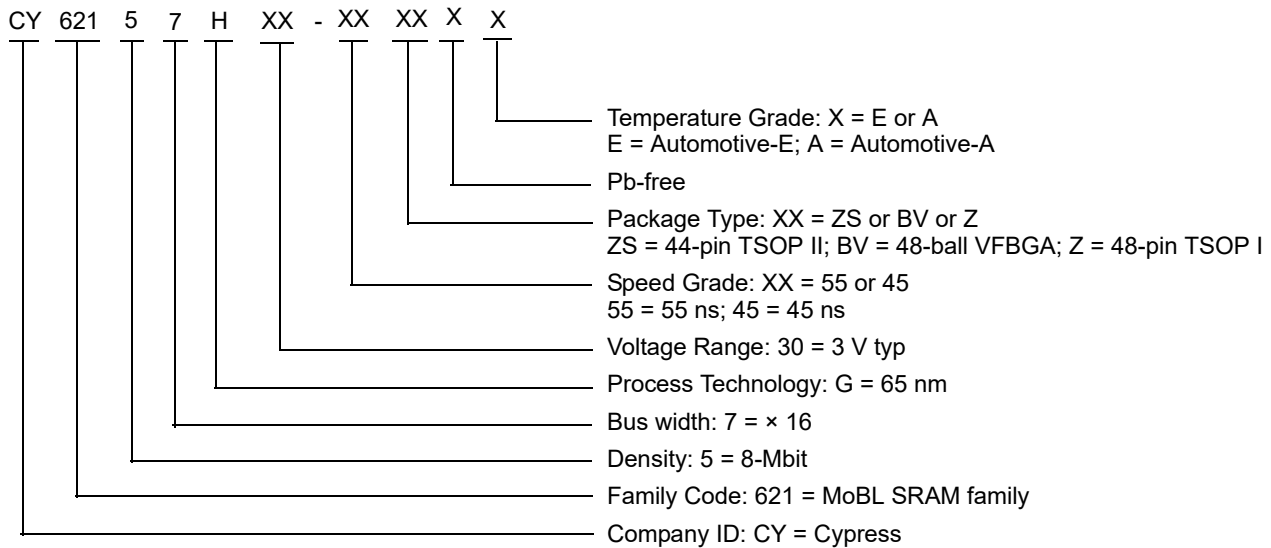 CY 621 5 7 H XX - XX XX X X
Temperature Grade: X = E or A
E = Automotive-E; A = Automotive-A
Pb-free
Package Type: XX = ZS or BV or Z
ZS = 44-pin TSOP II; BV = 48-ball VFBGA; Z = 48-pin TSOP I
Speed Grade: XX = 55 or 45
55 = 55 ns; 45 = 45 ns
Voltage Range: 30 = 3 V typ
Process Technology: G = 65 nm
Bus width: 7 = × 16
Density: 5 = 8-Mbit
Family Code: 621 = MoBL SRAM family
Company ID: CY = Cypress